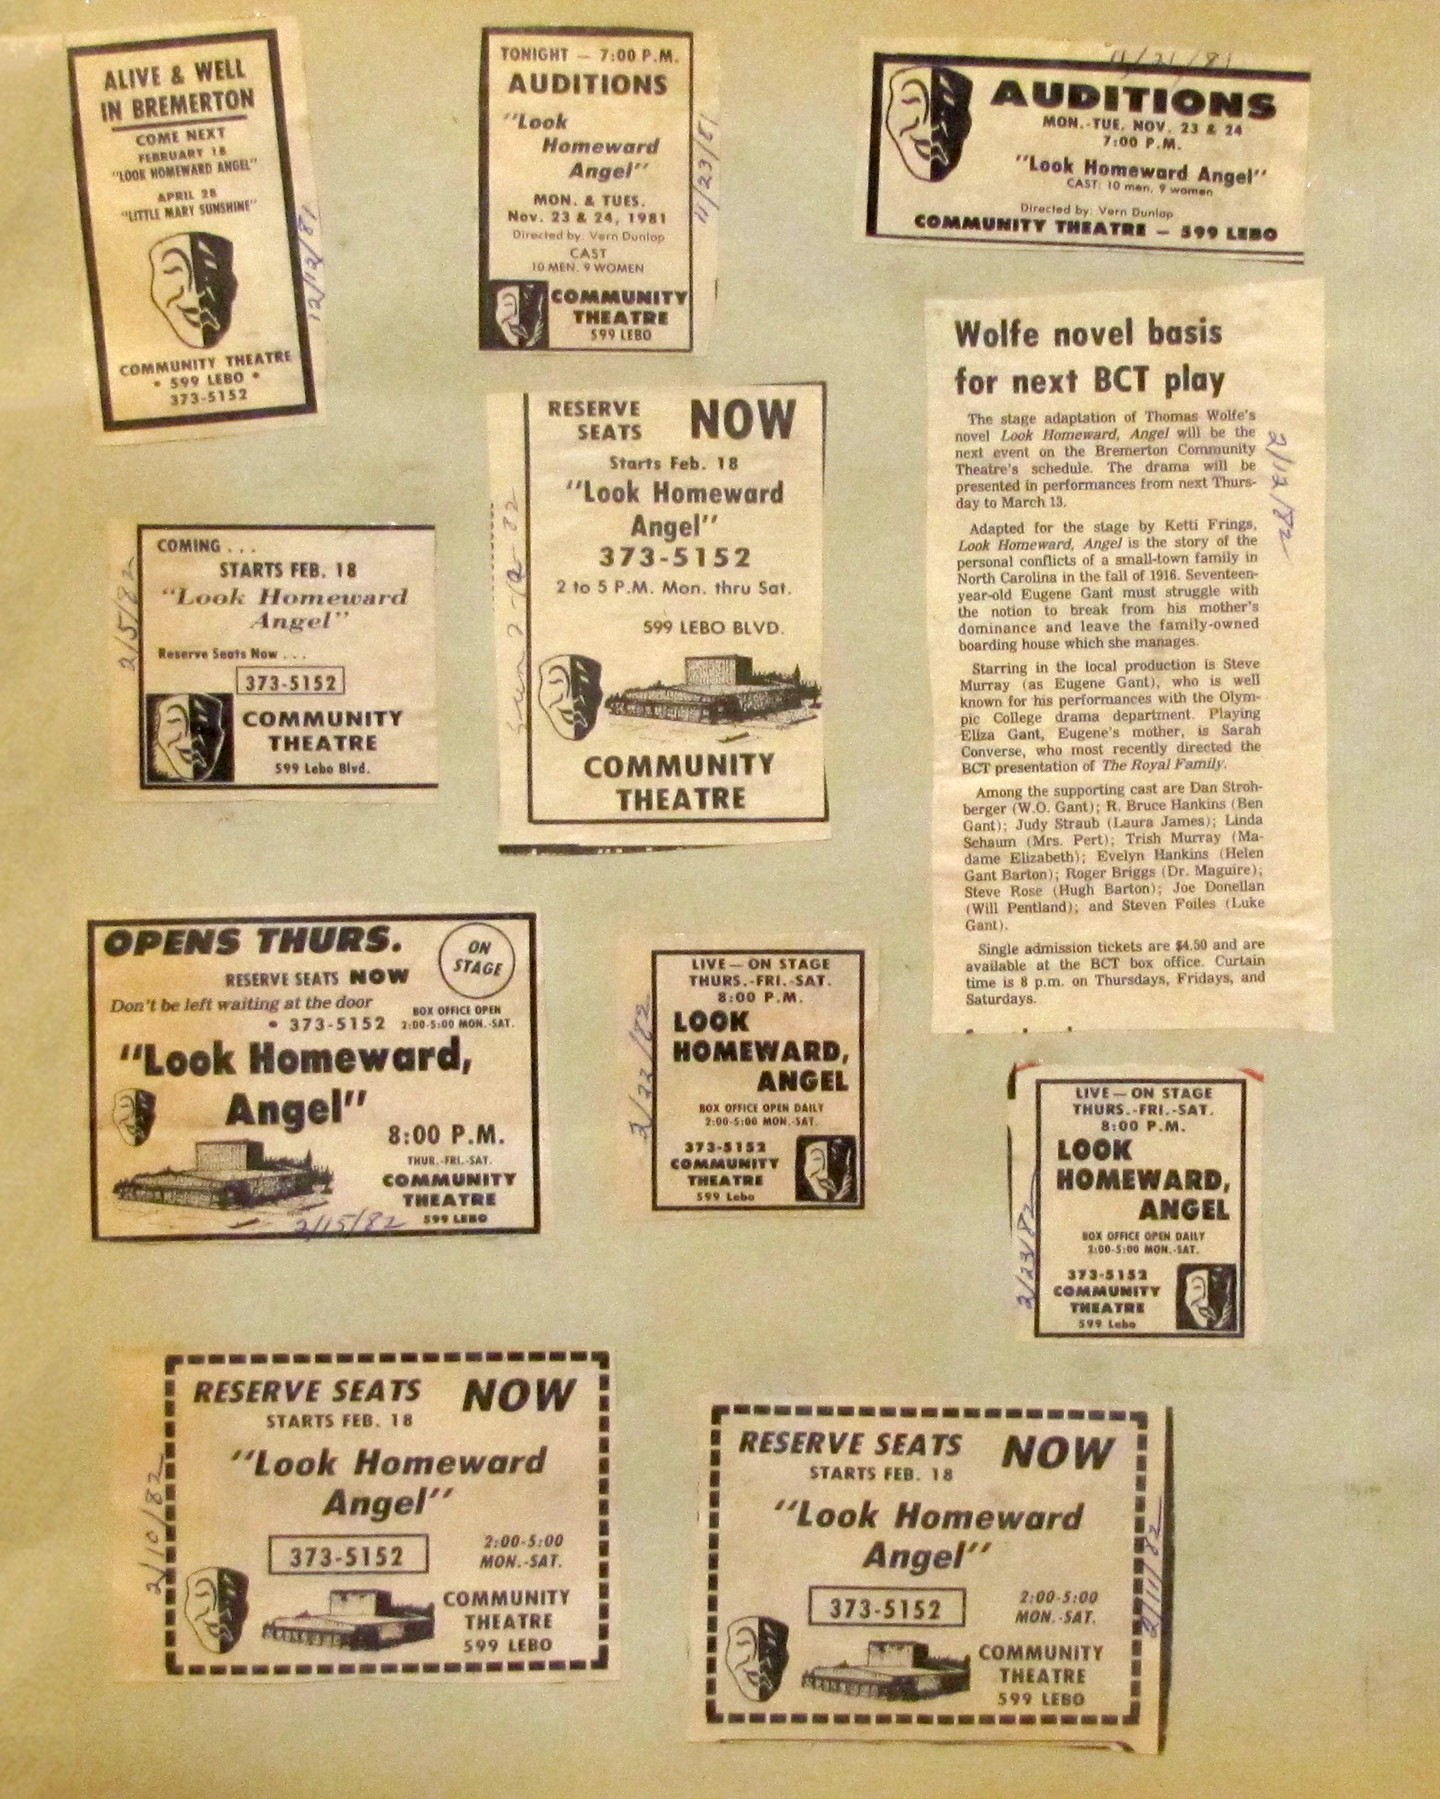 ALIVE & WELL
IN BREMERTON
COME NEXT
FEBRUARY 18
"LOOK HOMEWARD ANGEL"
APRIL 28
"LITTLE MARY SUNSHINE"
COMMUNITY THEATRE
• 599 LEBO •
373-5152
12/12/81
TONIGHT — 7:00 P.M.
AUDITIONS
"Look
Homeward
Angel"
MON. & TUES.
Nov. 23 & 24, 1981
Directed by: Vern Dunlop
CAST
10 MEN. 9 WOMEN
COMMUNITY
THEATRE
599 LEBO
11/23/81
11/21/81
AUDITIONS
MON.-TUE. NOV. 23 & 24
7:00 P.M.
"Look Homeward Angel"
CAST: 10 men, 9 women
Directed by: Vern Dunlap
COMMUNITY THEATRE — 599 LEBO
COMING . . .
STARTS FEB. 18
"Look Homeward
Angel"
Reserve Seats Now . . .
373-5152
COMMUNITY
THEATRE
599 Lebo Blvd.
2/5/82
RESERVE
SEATS
NOW
Starts Feb. 18
"Look Homeward
Angel"
373-5152
2 to 5 P.M. Mon. thru Sat.
599 LEBO BLVD.
COMMUNITY
THEATRE
Wolfe novel basis
for next BCT play
The stage adaptation of Thomas Wolfe's
novel Look Homeward, Angel will be the
next event on the Bremerton Community
Theatre's schedule. The drama will be
presented in performances from next Thurs-
day to March 13.
Adapted for the stage by Ketti Frings,
Look Homeward, Angel is the story of the
personal conflicts of a small-town family in
North Carolina in the fall of 1916. Seventeen-
year-old Eugene Gant must struggle with
the notion to break from his mother's
dominance and leave the family-owned
boarding house which she manages.
Starring in the local production is Steve
Murray (as Eugene Gant), who is well
known for his performances with the Olym-
pic College drama department. Playing
Eliza Gant, Eugene's mother, is Sarah
Converse, who most recently directed the
BCT presentation of The Royal Family.
Among the supporting cast are Dan Stroh-
berger (W.O. Gant); R. Bruce Hankins (Ben
Gant); Judy Straub (Laura James); Linda
Schaum (Mrs. Pert); Trish Murray (Ma-
dame Elizabeth); Evelyn Hankins (Helen
Gant Barton); Roger Briggs (Dr. Maguire);
Steve Rose (Hugh Barton); Joe Donellan
(Will Pentland); and Steven Foiles (Luke
Gant).
Single admission tickets are $4.50 and are
available at the BCT box office. Curtain
time is 8 p.m. on Thursdays, Fridays, and
Saturdays.
2/12/82
OPENS THURS.
ON
STAGE
RESERVE SEATS NOW
Don't be left waiting at the door
• 373-5152
BOX OFFICE OPEN
2:00-5:00 MON.-SAT.
"Look Homeward,
Angel"
8:00 P.M.
THUR.-FRI.-SAT.
COMMUNITY
THEATRE
599 LEBO
2/15/82
LIVE — ON STAGE
THURS.-FRI.-SAT.
8:00 P.M.
LOOK
HOMEWARD,
ANGEL
BOX OFFICE OPEN DAILY
2:00-5:00 MON.-SAT.
373-5152
COMMUNITY
THEATRE
599 Lebo
2/22/82
LIVE — ON STAGE
THURS.-FRI.-SAT.
8:00 P.M.
LOOK
HOMEWARD,
ANGEL
BOX OFFICE OPEN DAILY
2:00-5:00 MON.-SAT.
373-5152
COMMUNITY
THEATRE
599 Lebo
2/23/82
RESERVE SEATS NOW
STARTS FEB. 18
"Look Homeward
Angel"
373-5152
2:00-5:00
MON.-SAT.
COMMUNITY
THEATRE
599 LEBO
2/10/82
RESERVE SEATS NOW
STARTS FEB. 18
"Look Homeward
Angel"
373-5152
2:00-5:00
MON.-SAT.
COMMUNITY
THEATRE
599 LEBO
2/11/82